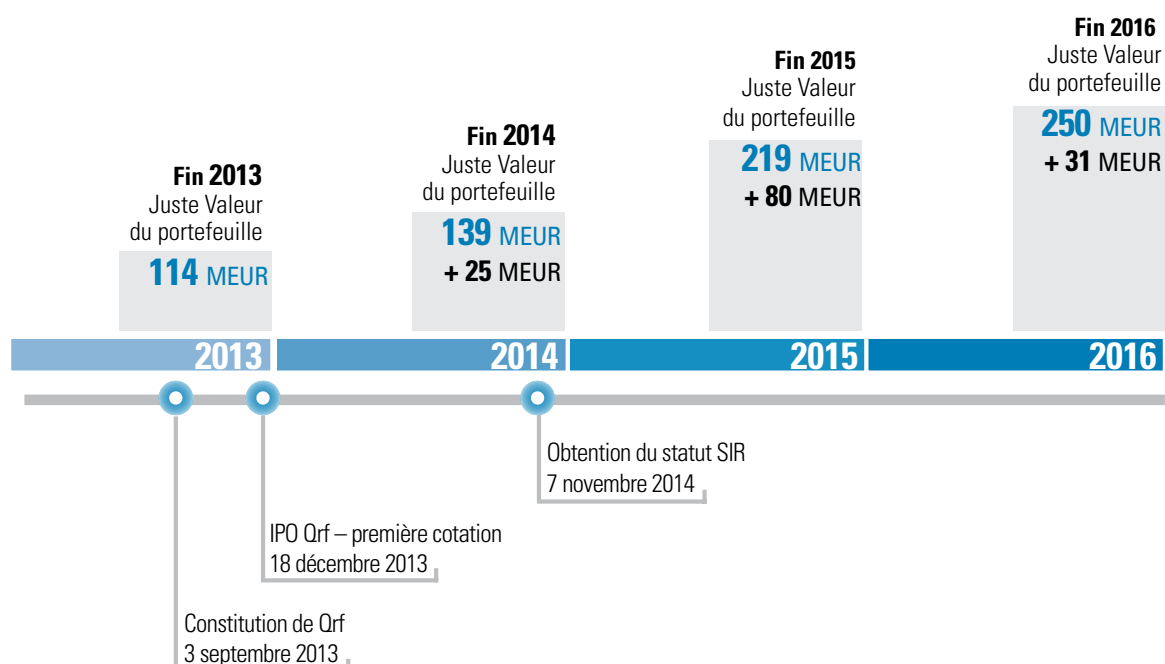 Fin 2013
Juste Valeur
du portefeuille
114 MEUR
Fin 2014
Juste Valeur
du portefeuille
139 MEUR
+ 25 MEUR
Fin 2015
Juste Valeur
du portefeuille
219 MEUR
+ 80 MEUR
Fin 2016
Juste Valeur
du portefeuille
250 MEUR
+ 31 MEUR
2013
2014
2015
2016
Obtention du statut SIR
7 novembre 2014
IPO Qrf – première cotation
18 décembre 2013
Constitution de Qrf
3 septembre 2013